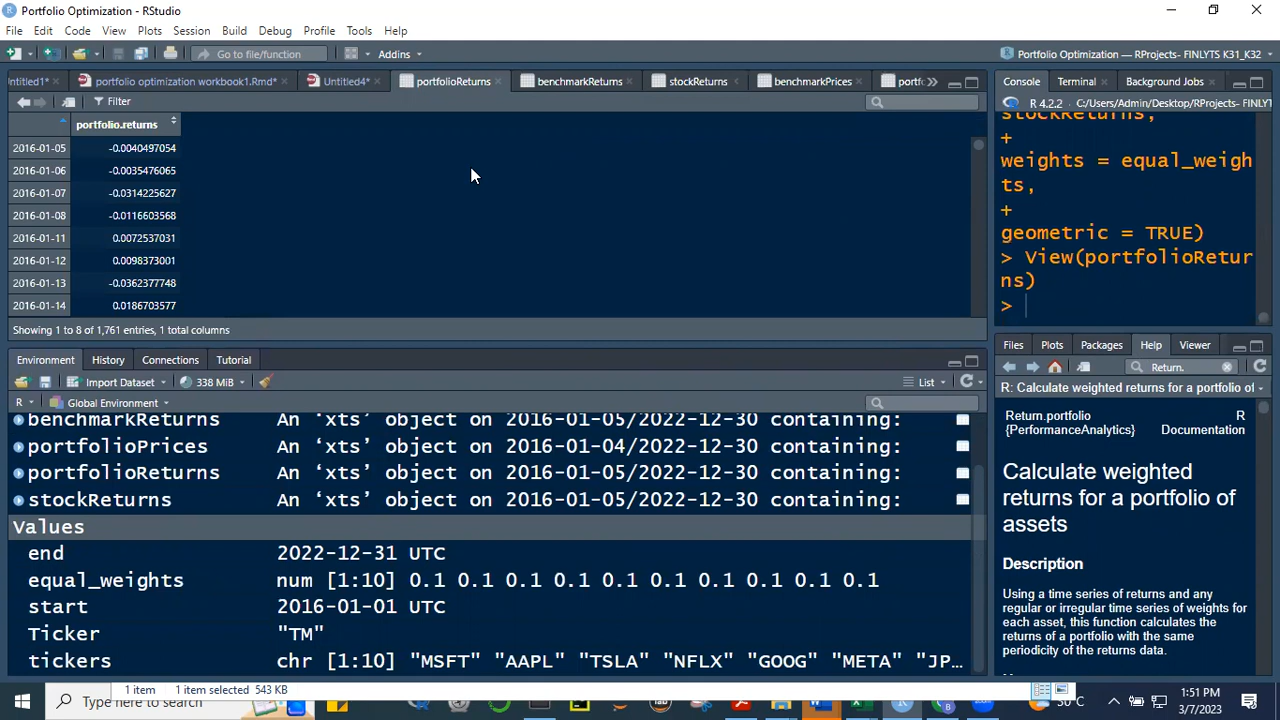 Portfolio Optimization - RStudio
File Edit Code View Plots Session Build Debug Profile Tools Help
Go to file/function Addins Portfolio Optimization — RProjects- FINLYTS K31_K32
ntitled1* portfolio optimization workbook1.Rmd* Untitled4* portfolioReturns benchmarkReturns stockReturns benchmarkPrices portf
Filter
portfolio.returns
2016-01-05 -0.0040497054
2016-01-06 -0.0035476065
2016-01-07 -0.0314225627
2016-01-08 -0.0116603568
2016-01-11 0.0072537031
2016-01-12 0.0098373001
2016-01-13 -0.0362377748
2016-01-14 0.0186703577
Showing 1 to 8 of 1,761 entries, 1 total columns
Environment History Connections Tutorial
Import Dataset 338 MiB List
R Global Environment
benchmarkReturns An ‘xts’ object on 2016-01-05/2022-12-30 containing:
portfolioPrices An ‘xts’ object on 2016-01-04/2022-12-30 containing:
portfolioReturns An ‘xts’ object on 2016-01-05/2022-12-30 containing:
stockReturns An ‘xts’ object on 2016-01-05/2022-12-30 containing:
Values
end 2022-12-31 UTC
equal_weights num [1:10] 0.1 0.1 0.1 0.1 0.1 0.1 0.1 0.1 0.1 0.1
start 2016-01-01 UTC
Ticker "TM"
tickers chr [1:10] "MSFT" "AAPL" "TSLA" "NFLX" "GOOG" "META" "JP…
Console Terminal Background Jobs
R 4.2.2 C:/Users/Admin/Desktop/RProjects- FINLYT
stockReturns,
+
weights = equal_weigh
ts,
+
geometric = TRUE)
> View(portfolioRetur
ns)
>
Files Plots Packages Help Viewer
Return.
R: Calculate weighted returns for a portfolio of
Return.portfolio R
{PerformanceAnalytics} Documentation
Calculate weighted
returns for a portfolio of
assets
Description
Using a time series of returns and any
regular or irregular time series of weights for
each asset, this function calculates the
returns of a portfolio with the same
periodicity of the returns data.
1 item 1 item selected 543 KB
Type here to search 30°C 1:51 PM
3/7/2023